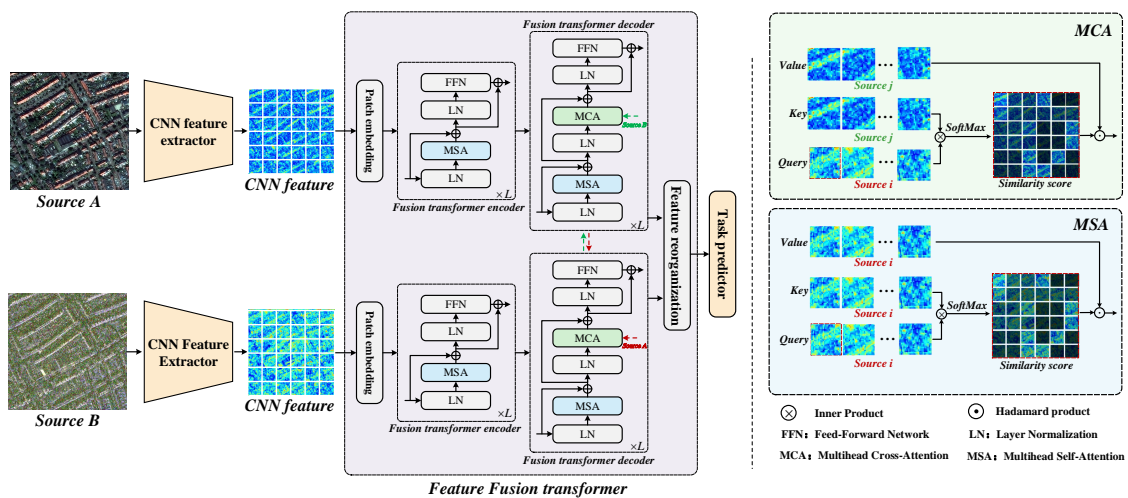 Source A
CNN feature
extractor
CNN feature
Patch embedding
FFN
LN
MSA
LN
×L
Fusion transformer encoder
Fusion transformer decoder
FFN
LN
MCA
Source B
LN
MSA
LN
×L
Source B
CNN Feature
Extractor
CNN feature
Patch embedding
FFN
LN
MSA
LN
×L
Fusion transformer encoder
FFN
LN
MCA
Source A
LN
MSA
LN
×L
Fusion transformer decoder
Feature reorganization
Task predictor
Feature Fusion transformer
MCA
Value
Source j
Key
Source j
Query
Source i
SoftMax
Similarity score
MSA
Value
Source i
Key
Source i
Query
Source i
SoftMax
Similarity score
Inner Product
Hadamard product
FFN：Feed-Forward Network
LN：Layer Normalization
MCA：Multihead Cross-Attention
MSA：Multihead Self-Attention